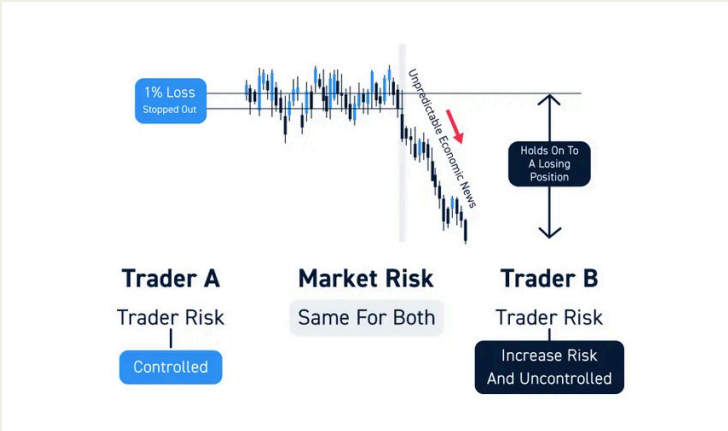 1% Loss
Stopped Out
Unpredictable Economic News
Holds On To
A Losing
Position
Trader A
Market Risk
Trader B
Trader Risk
Same For Both
Trader Risk
Controlled
Increase Risk
And Uncontrolled